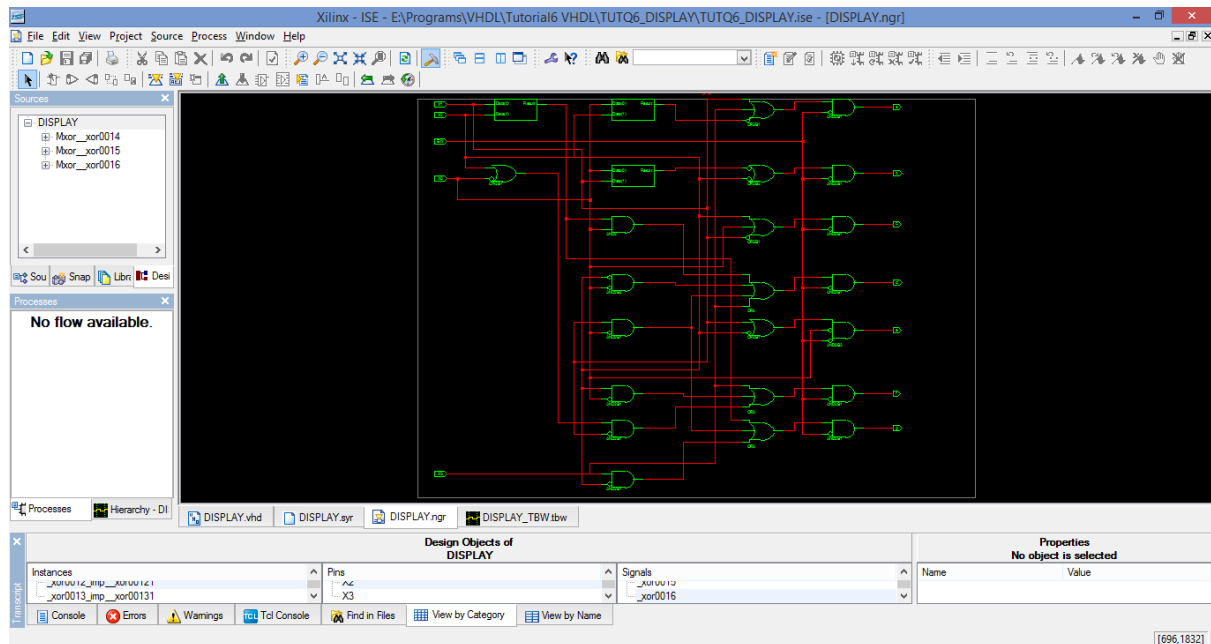 Xilinx - ISE - E:\Programs\VHDL\Tutorial6 VHDL\TUTQ6_DISPLAY\TUTQ6_DISPLAY.ise - [DISPLAY.ngr]
File Edit View Project Source Process Window Help
Sources
DISPLAY
Mxor__xor0014
Mxor__xor0015
Mxor__xor0016
Sou Snap Libra Desi
Processes
No flow available.
Processes Hierarchy - DI
DISPLAY.vhd DISPLAY.syr DISPLAY.ngr DISPLAY_TBW.tbw
Transcript
Design Objects of
DISPLAY
Properties
No object is selected
Instances Pins Signals Name Value
_xor0012_imp__xor00121 X2 _xor0015
_xor0013_imp__xor00131 X3 _xor0016
Console Errors Warnings Tcl Console Find in Files View by Category View by Name
[696,1832]